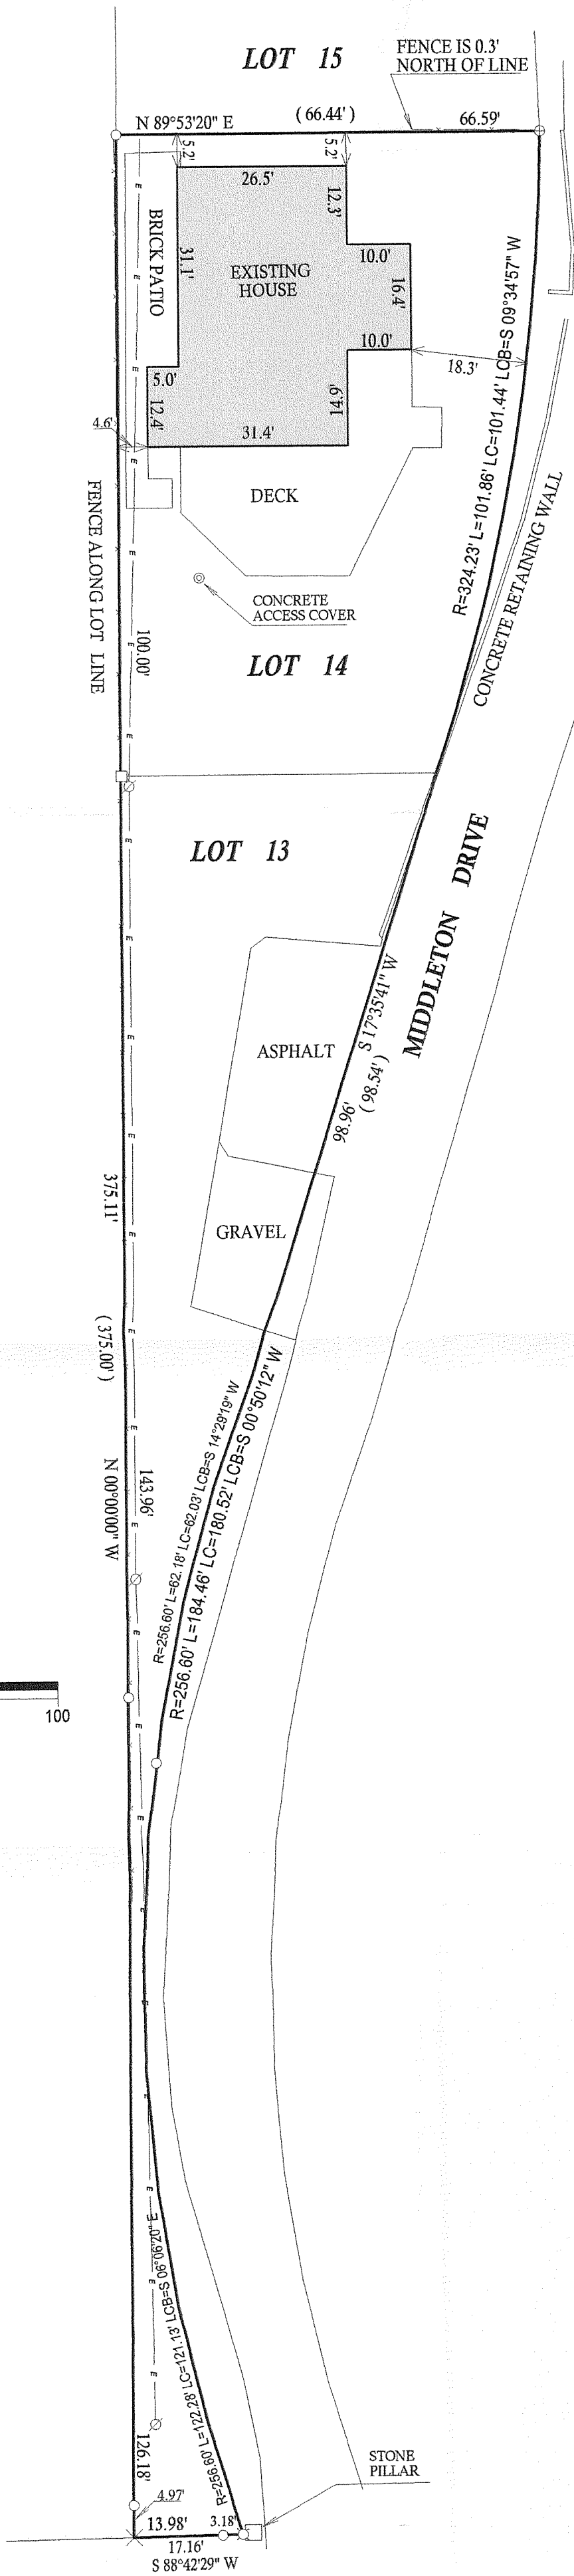 LOT 15
FENCE IS 0.3'
NORTH OF LINE
N 89°53'20" E
( 66.44' )
66.59'
5.2'
5.2'
26.5'
12.3'
BRICK PATIO
31.1'
EXISTING
HOUSE
10.0'
16.4'
10.0'
18.3'
R=324.23' L=101.86' LC=101.44' LCB=S 09°34'57" W
5.0'
12.4'
14.9'
4.6'
31.4'
DECK
FENCE ALONG LOT LINE
CONCRETE RETAINING WALL
CONCRETE
ACCESS COVER
100.00'
LOT 14
LOT 13
MIDDLETON DRIVE
ASPHALT
S 17°35'41" W
98.96'
( 98.54' )
375.11'
GRAVEL
( 375.00' )
N 00°00'00" W
143.96'
R=256.60' L=62.18' LC=62.03' LCB=S 14°29'19" W
R=256.60' L=184.46' LC=180.52' LCB=S 00°50'12" W
100
R=256.60' L=122.28' LC=121.13' LCB=S 06°06'20" E
126.18'
STONE
PILLAR
4.97'
13.98'
3.18'
17.16'
S 88°42'29" W
E E E E E E E E E E E E E E E E E E E E E E E E